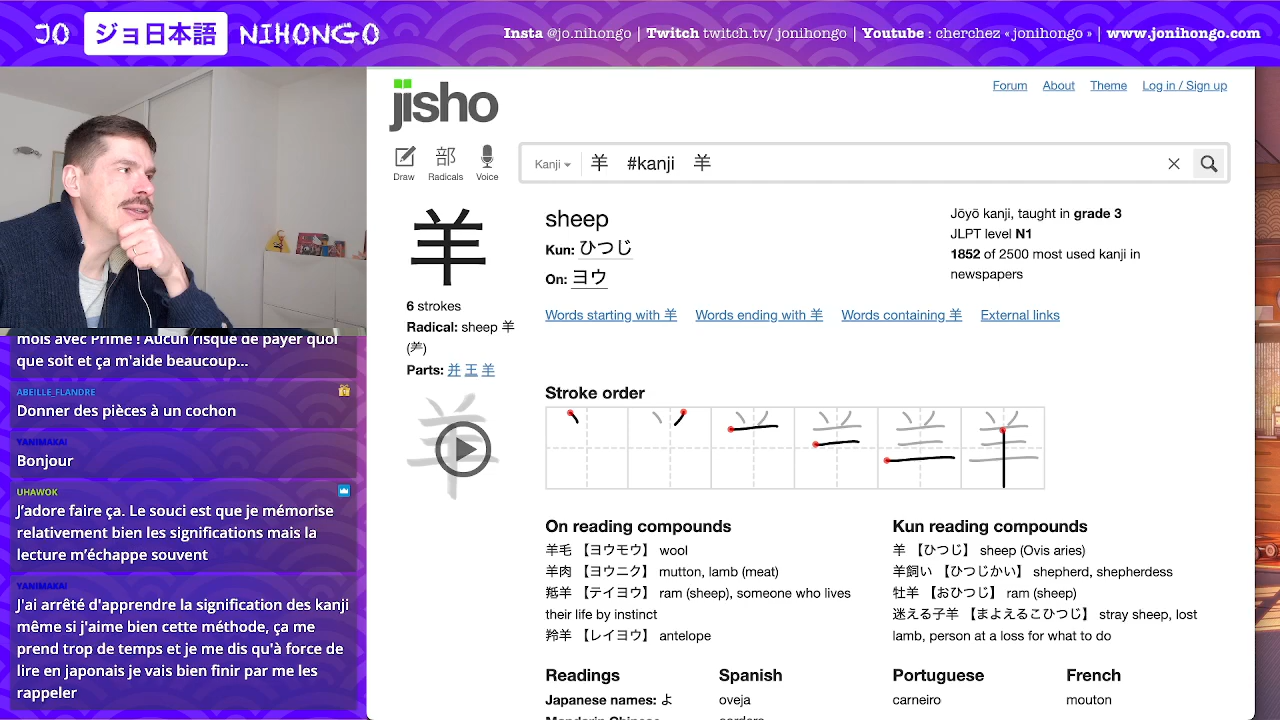 JO ジョ日本語 NIHONGO
Insta @jo.nihongo | Twitch twitch.tv/jonihongo | Youtube : cherchez «jonihongo » | www.jonihongo.com
jisho
Forum About Theme Log in / Sign up
Draw
部
Radicals
Voice
Kanji 羊 #kanji 羊
羊
6 strokes
Radical: sheep 羊
(⺶)
Parts: 并 王 羊
羊
sheep
Kun: ひつじ
On: ヨウ
Jōyō kanji, taught in grade 3
JLPT level N1
1852 of 2500 most used kanji in
newspapers
Words starting with 羊 Words ending with 羊 Words containing 羊 External links
Stroke order
On reading compounds
羊毛 【ヨウモウ】 wool
羊肉 【ヨウニク】 mutton, lamb (meat)
羝羊 【テイヨウ】 ram (sheep), someone who lives
their life by instinct
羚羊 【レイヨウ】 antelope
Kun reading compounds
羊 【ひつじ】 sheep (Ovis aries)
羊飼い 【ひつじかい】 shepherd, shepherdess
牡羊 【おひつじ】 ram (sheep)
迷える子羊 【まよえるこひつじ】 stray sheep, lost
lamb, person at a loss for what to do
Readings
Japanese names: よ
Mandarin Chinese
Spanish
oveja
cordero
Portuguese
carneiro
French
mouton
mois avec Prime ! Aucun risque de payer quoi
que soit et ça m'aide beaucoup...
ABEILLE_FLANDRE
Donner des pièces à un cochon
YANIMAKAI
Bonjour
UHAWOK
J'adore faire ça. Le souci est que je mémorise
relativement bien les significations mais la
lecture m'échappe souvent
YANIMAKAI
J'ai arrêté d'apprendre la signification des kanji
même si j'aime bien cette méthode, ça me
prend trop de temps et je me dis qu'à force de
lire en japonais je vais bien finir par me les
rappeler